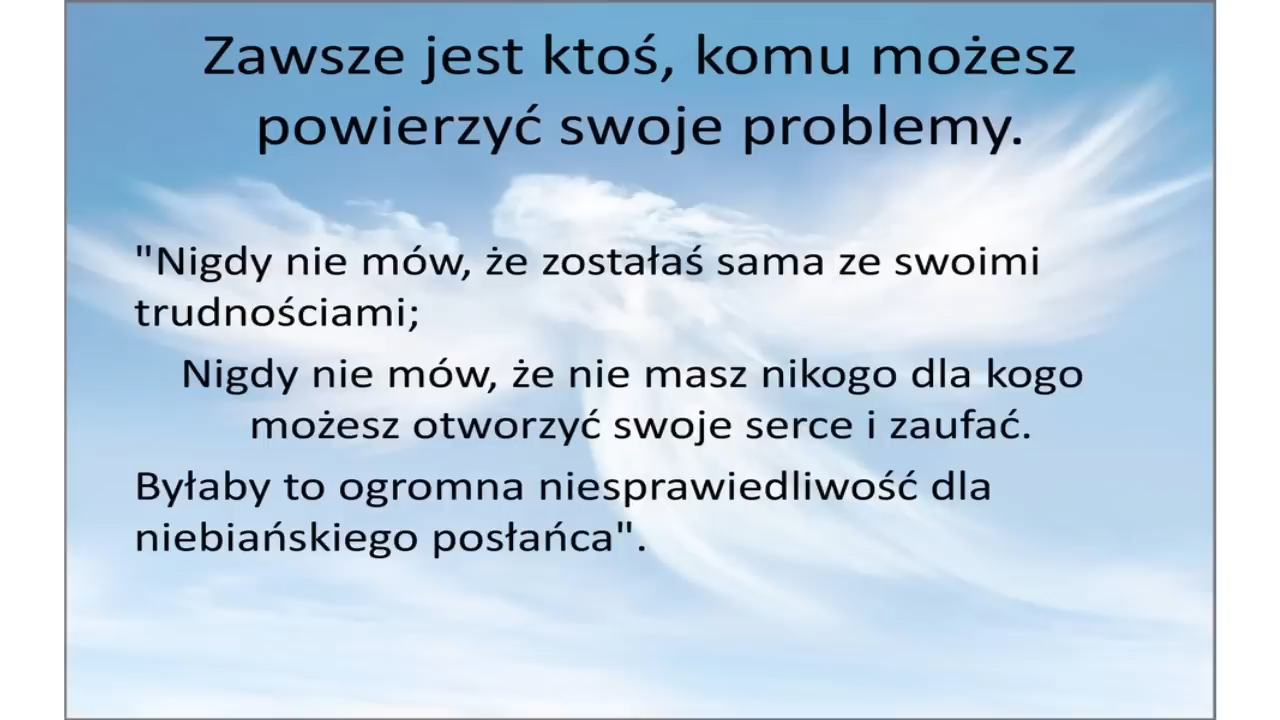 Zawsze jest ktoś, komu możesz
powierzyć swoje problemy.
"Nigdy nie mów, że zostałaś sama ze swoimi
trudnościami;
Nigdy nie mów, że nie masz nikogo dla kogo
możesz otworzyć swoje serce i zaufać.
Byłaby to ogromna niesprawiedliwość dla
niebiańskiego posłańca".